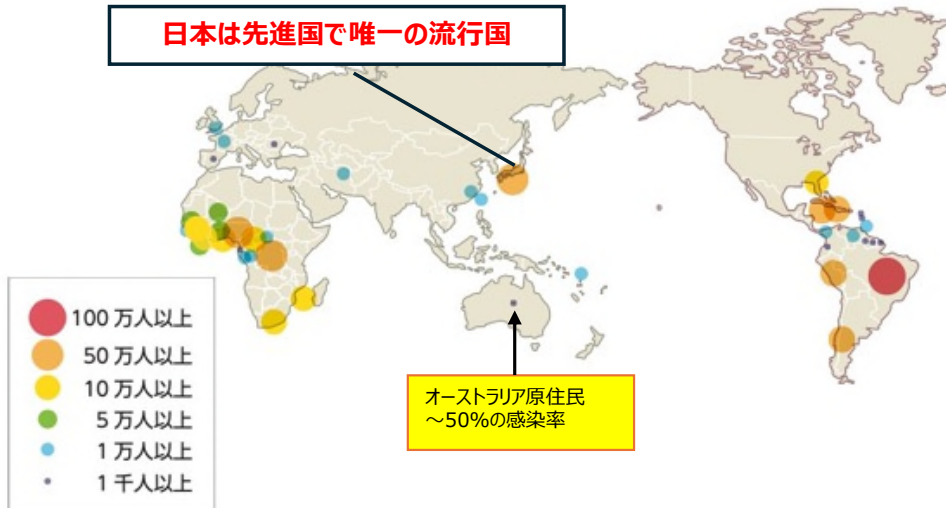 日本は先進国で唯一の流行国
100 万人以上
50 万人以上
10 万人以上
5 万人以上
1 万人以上
1 千人以上
オーストラリア原住民
～50%の感染率